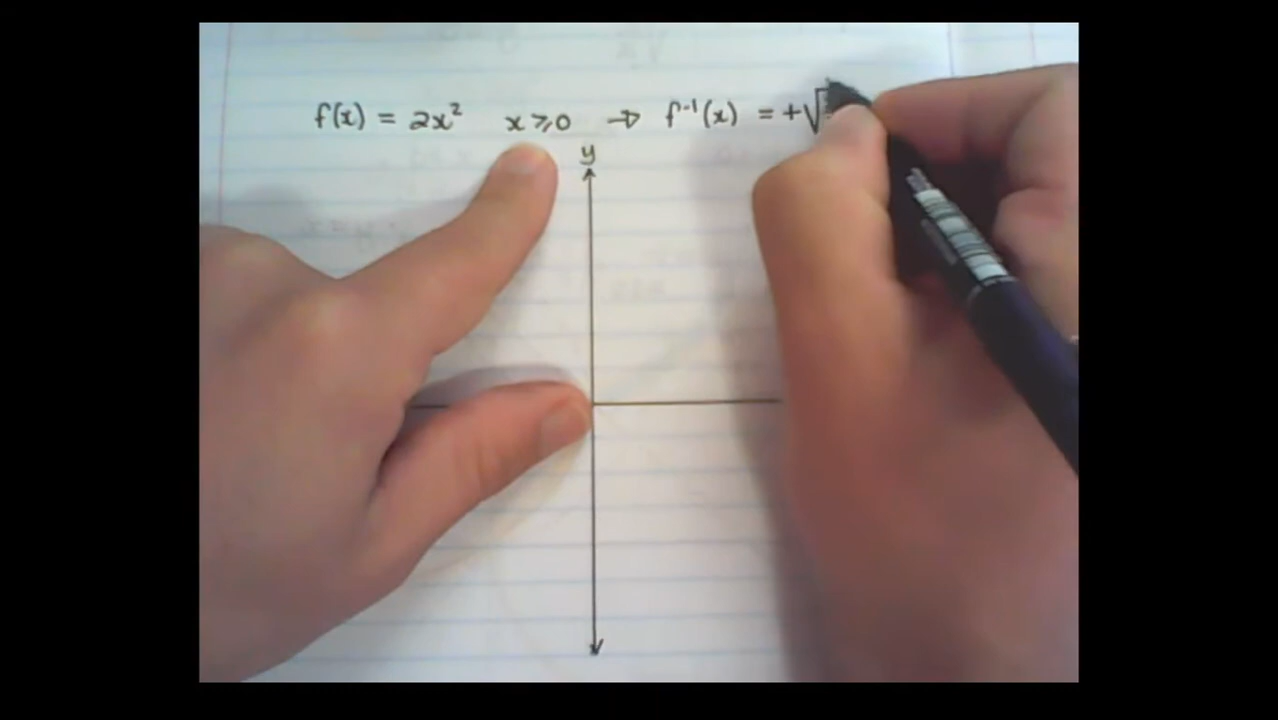 f(x) = 2x² x ≥ 0 → f⁻¹(x) = +√
y